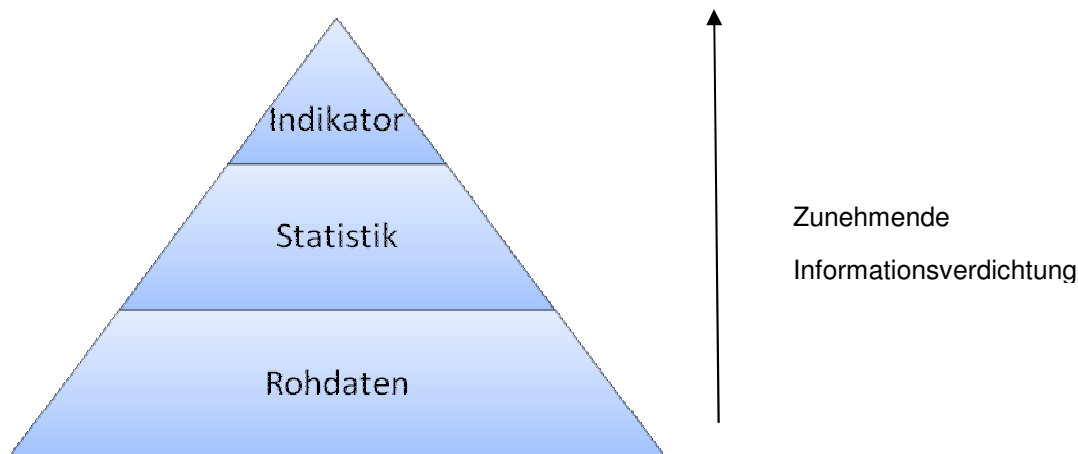 Indikator
Statistik
Rohdaten
Zunehmende
Informationsverdichtung